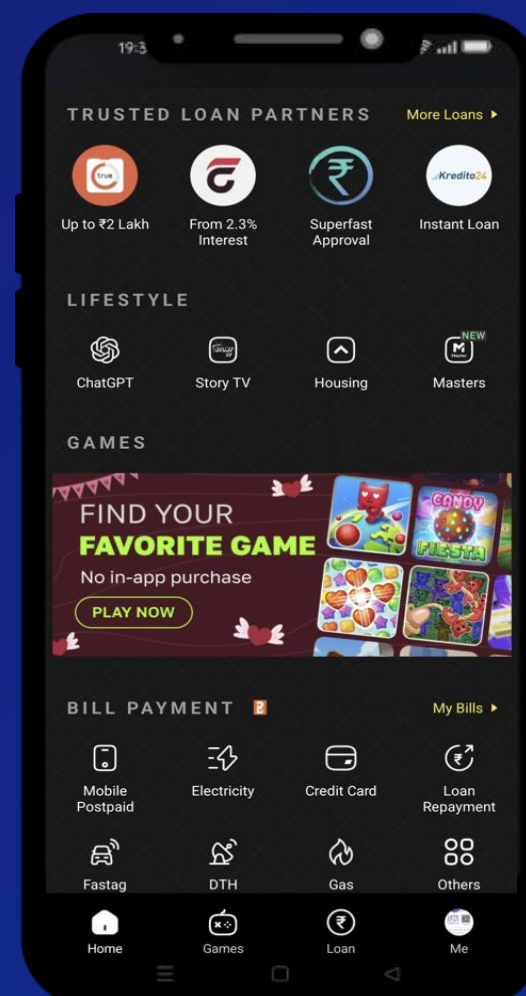 19:3
TRUSTED LOAN PARTNERS
More Loans
true
Kredito24
Up to ₹2 Lakh
From 2.3%
Interest
Superfast
Approval
Instant Loan
LIFESTYLE
NEW
M
ChatGPT
Story TV
Housing
Masters
GAMES
FIND YOUR
FAVORITE GAME
No in-app purchase
PLAY NOW
CANDY
FIESTA
BILL PAYMENT
My Bills
Mobile
Postpaid
Electricity
Credit Card
Loan
Repayment
Fastag
DTH
Gas
Others
Home
Games
Loan
Me